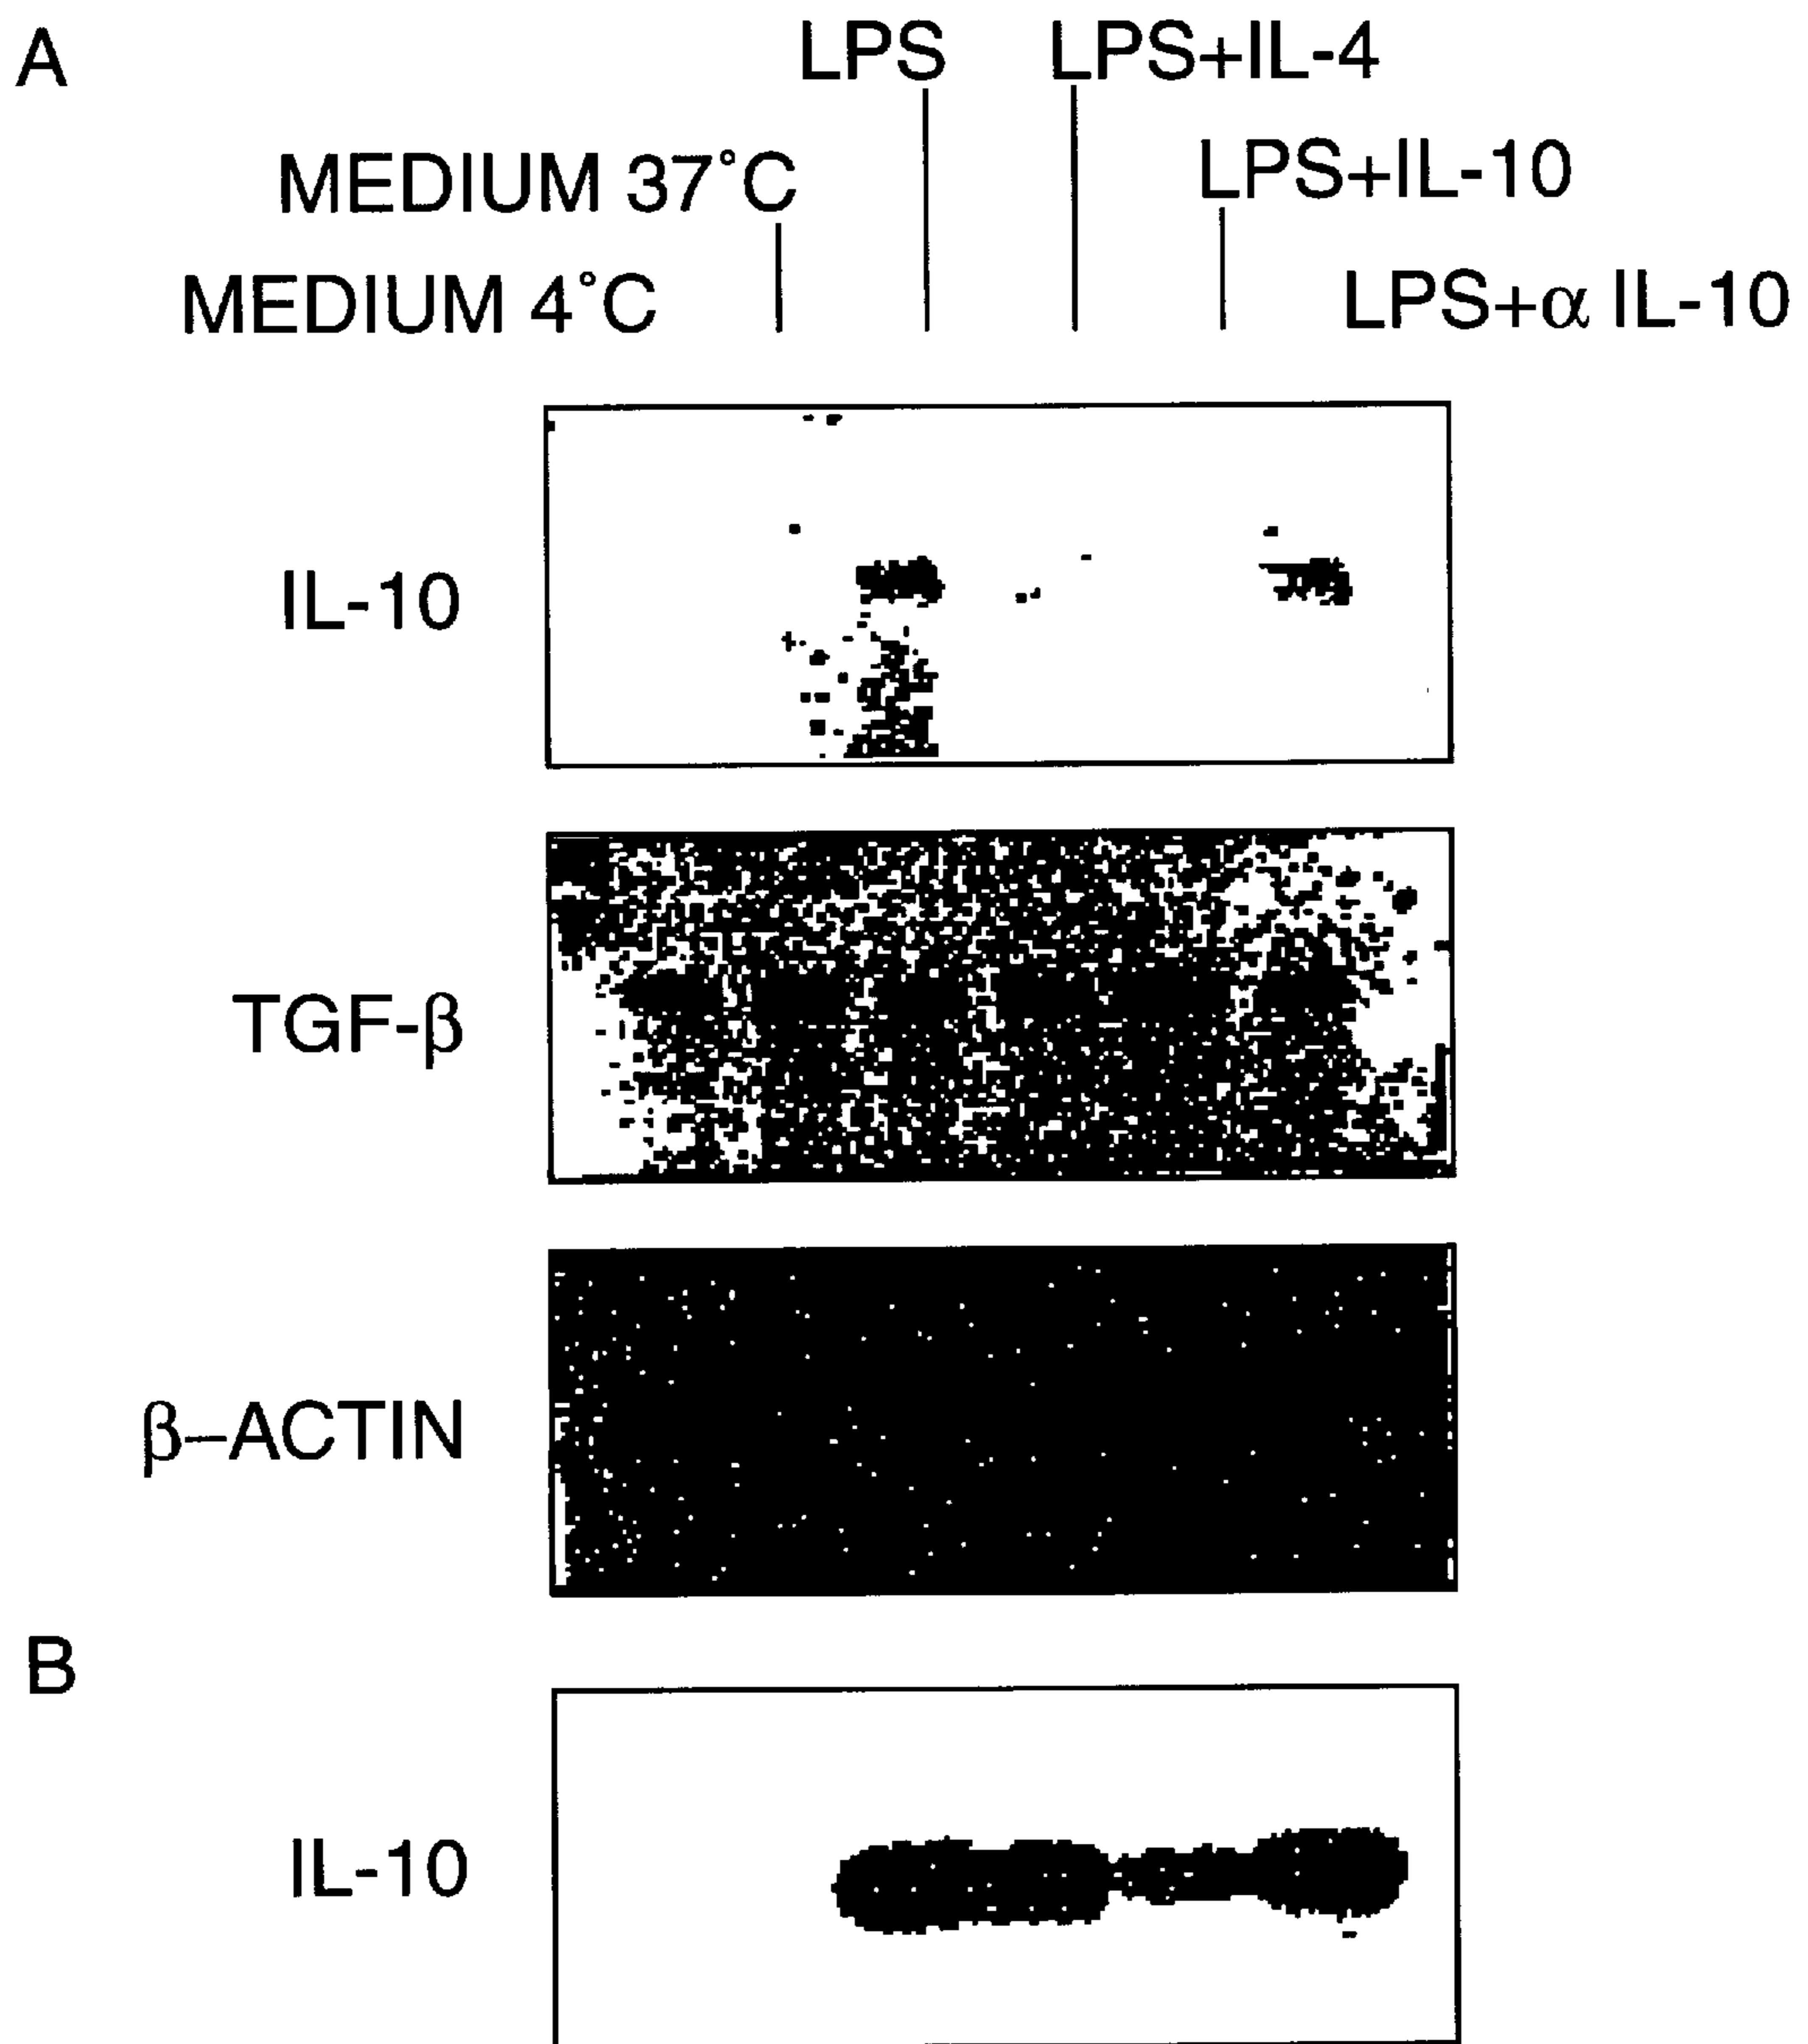 A
LPS
LPS+IL-4
MEDIUM 37°C
LPS+IL-10
MEDIUM 4°C
LPS+α IL-10
IL-10
TGF-β
β–ACTIN
B
IL-10